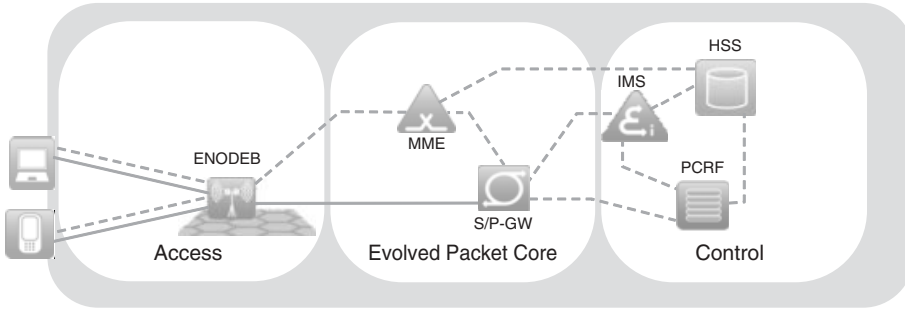 HSS
IMS
MME
ENODEB
PCRF
S/P-GW
Access
Evolved Packet Core
Control